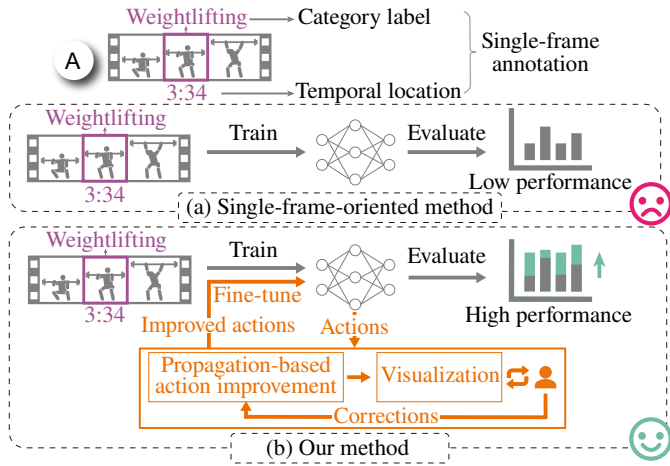 Weightlifting
Category label
A
Single-frame
annotation
3:34
Temporal location
Weightlifting
Train
Evaluate
3:34
Low performance
(a) Single-frame-oriented method
Weightlifting
Train
Evaluate
3:34
Fine-tune
High performance
Improved actions
Actions
Propagation-based
action improvement
Visualization
Corrections
(b) Our method